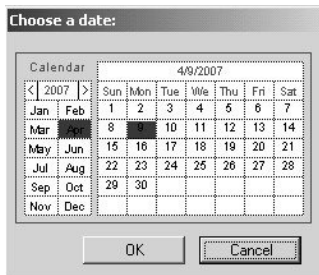 Choose a date:
Calendar
4/9/2007
< 2007 >
Sun Mon Tue We Thu Fri Sat
Jan Feb
1 2 3 4 5 6 7
Mar Apr
8 9 10 11 12 13 14
May Jun
15 16 17 18 19 20 21
Jul Aug
22 23 24 25 26 27 28
Sep Oct
29 30
Nov Dec
OK Cancel